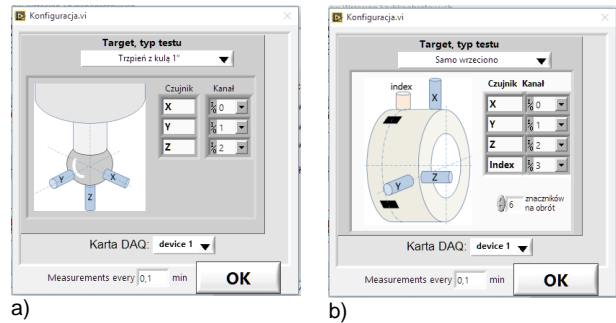 Konfiguracja.vi
Target, typ testu
Trzpień z kulą 1"
Czujnik Kanał
X 0
Y 1
Z 2
Y Z X
Karta DAQ: device 1
Measurements every 0,1 min OK
a)
Konfiguracja.vi
Target, typ testu
Samo wrzeciono
index X
Y Z
Czujnik Kanał
X 0
Y 1
Z 2
Index 3
6 znaczników
na obrót
Karta DAQ: device 1
Measurements every 0,1 min OK
b)